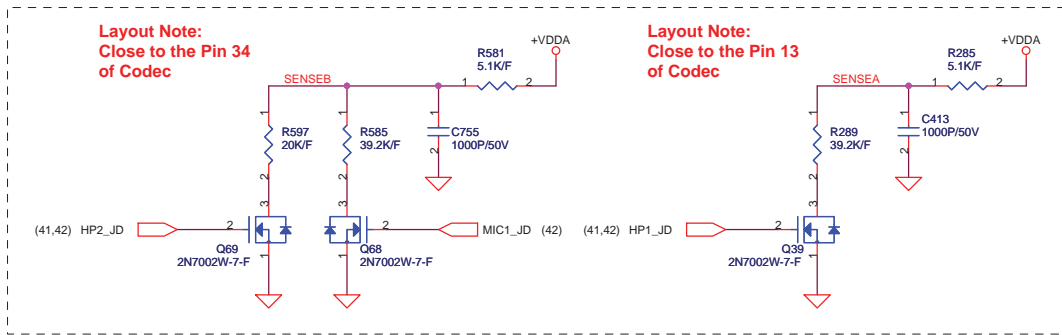 Layout Note:
Close to the Pin 34
of Codec
+VDDA
R581
5.1K/F
SENSEB
1
2
1
1
1
R597
20K/F
R585
39.2K/F
C755
1000P/50V
2
2
2
3
3
(41,42) HP2_JD
2
2
MIC1_JD (42)
Q69
2N7002W-7-F
Q68
2N7002W-7-F
1
1
Layout Note:
Close to the Pin 13
of Codec
+VDDA
R285
5.1K/F
SENSEA
1
2
1
1
R289
39.2K/F
C413
1000P/50V
2
2
3
(41,42) HP1_JD
2
Q39
2N7002W-7-F
1